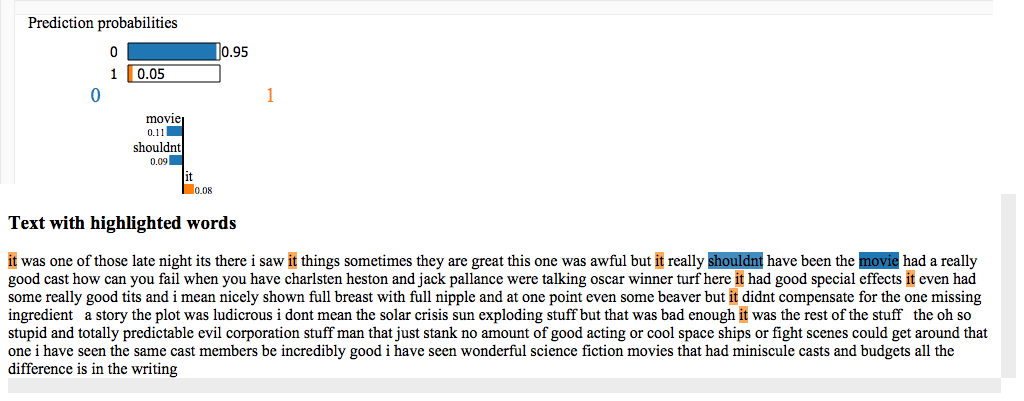 Prediction probabilities
0 0.95
1 0.05
0 1
movie
0.11
shouldnt
0.09
it
0.08
Text with highlighted words
it was one of those late night its there i saw it things sometimes they are great this one was awful but it really shouldnt have been the movie had a really
good cast how can you fail when you have charlsten heston and jack pallance were talking oscar winner turf here it had good special effects it even had
some really good tits and i mean nicely shown full breast with full nipple and at one point even some beaver but it didnt compensate for the one missing
ingredient a story the plot was ludicrous i dont mean the solar crisis sun exploding stuff but that was bad enough it was the rest of the stuff the oh so
stupid and totally predictable evil corporation stuff man that just stank no amount of good acting or cool space ships or fight scenes could get around that
one i have seen the same cast members be incredibly good i have seen wonderful science fiction movies that had miniscule casts and budgets all the
difference is in the writing